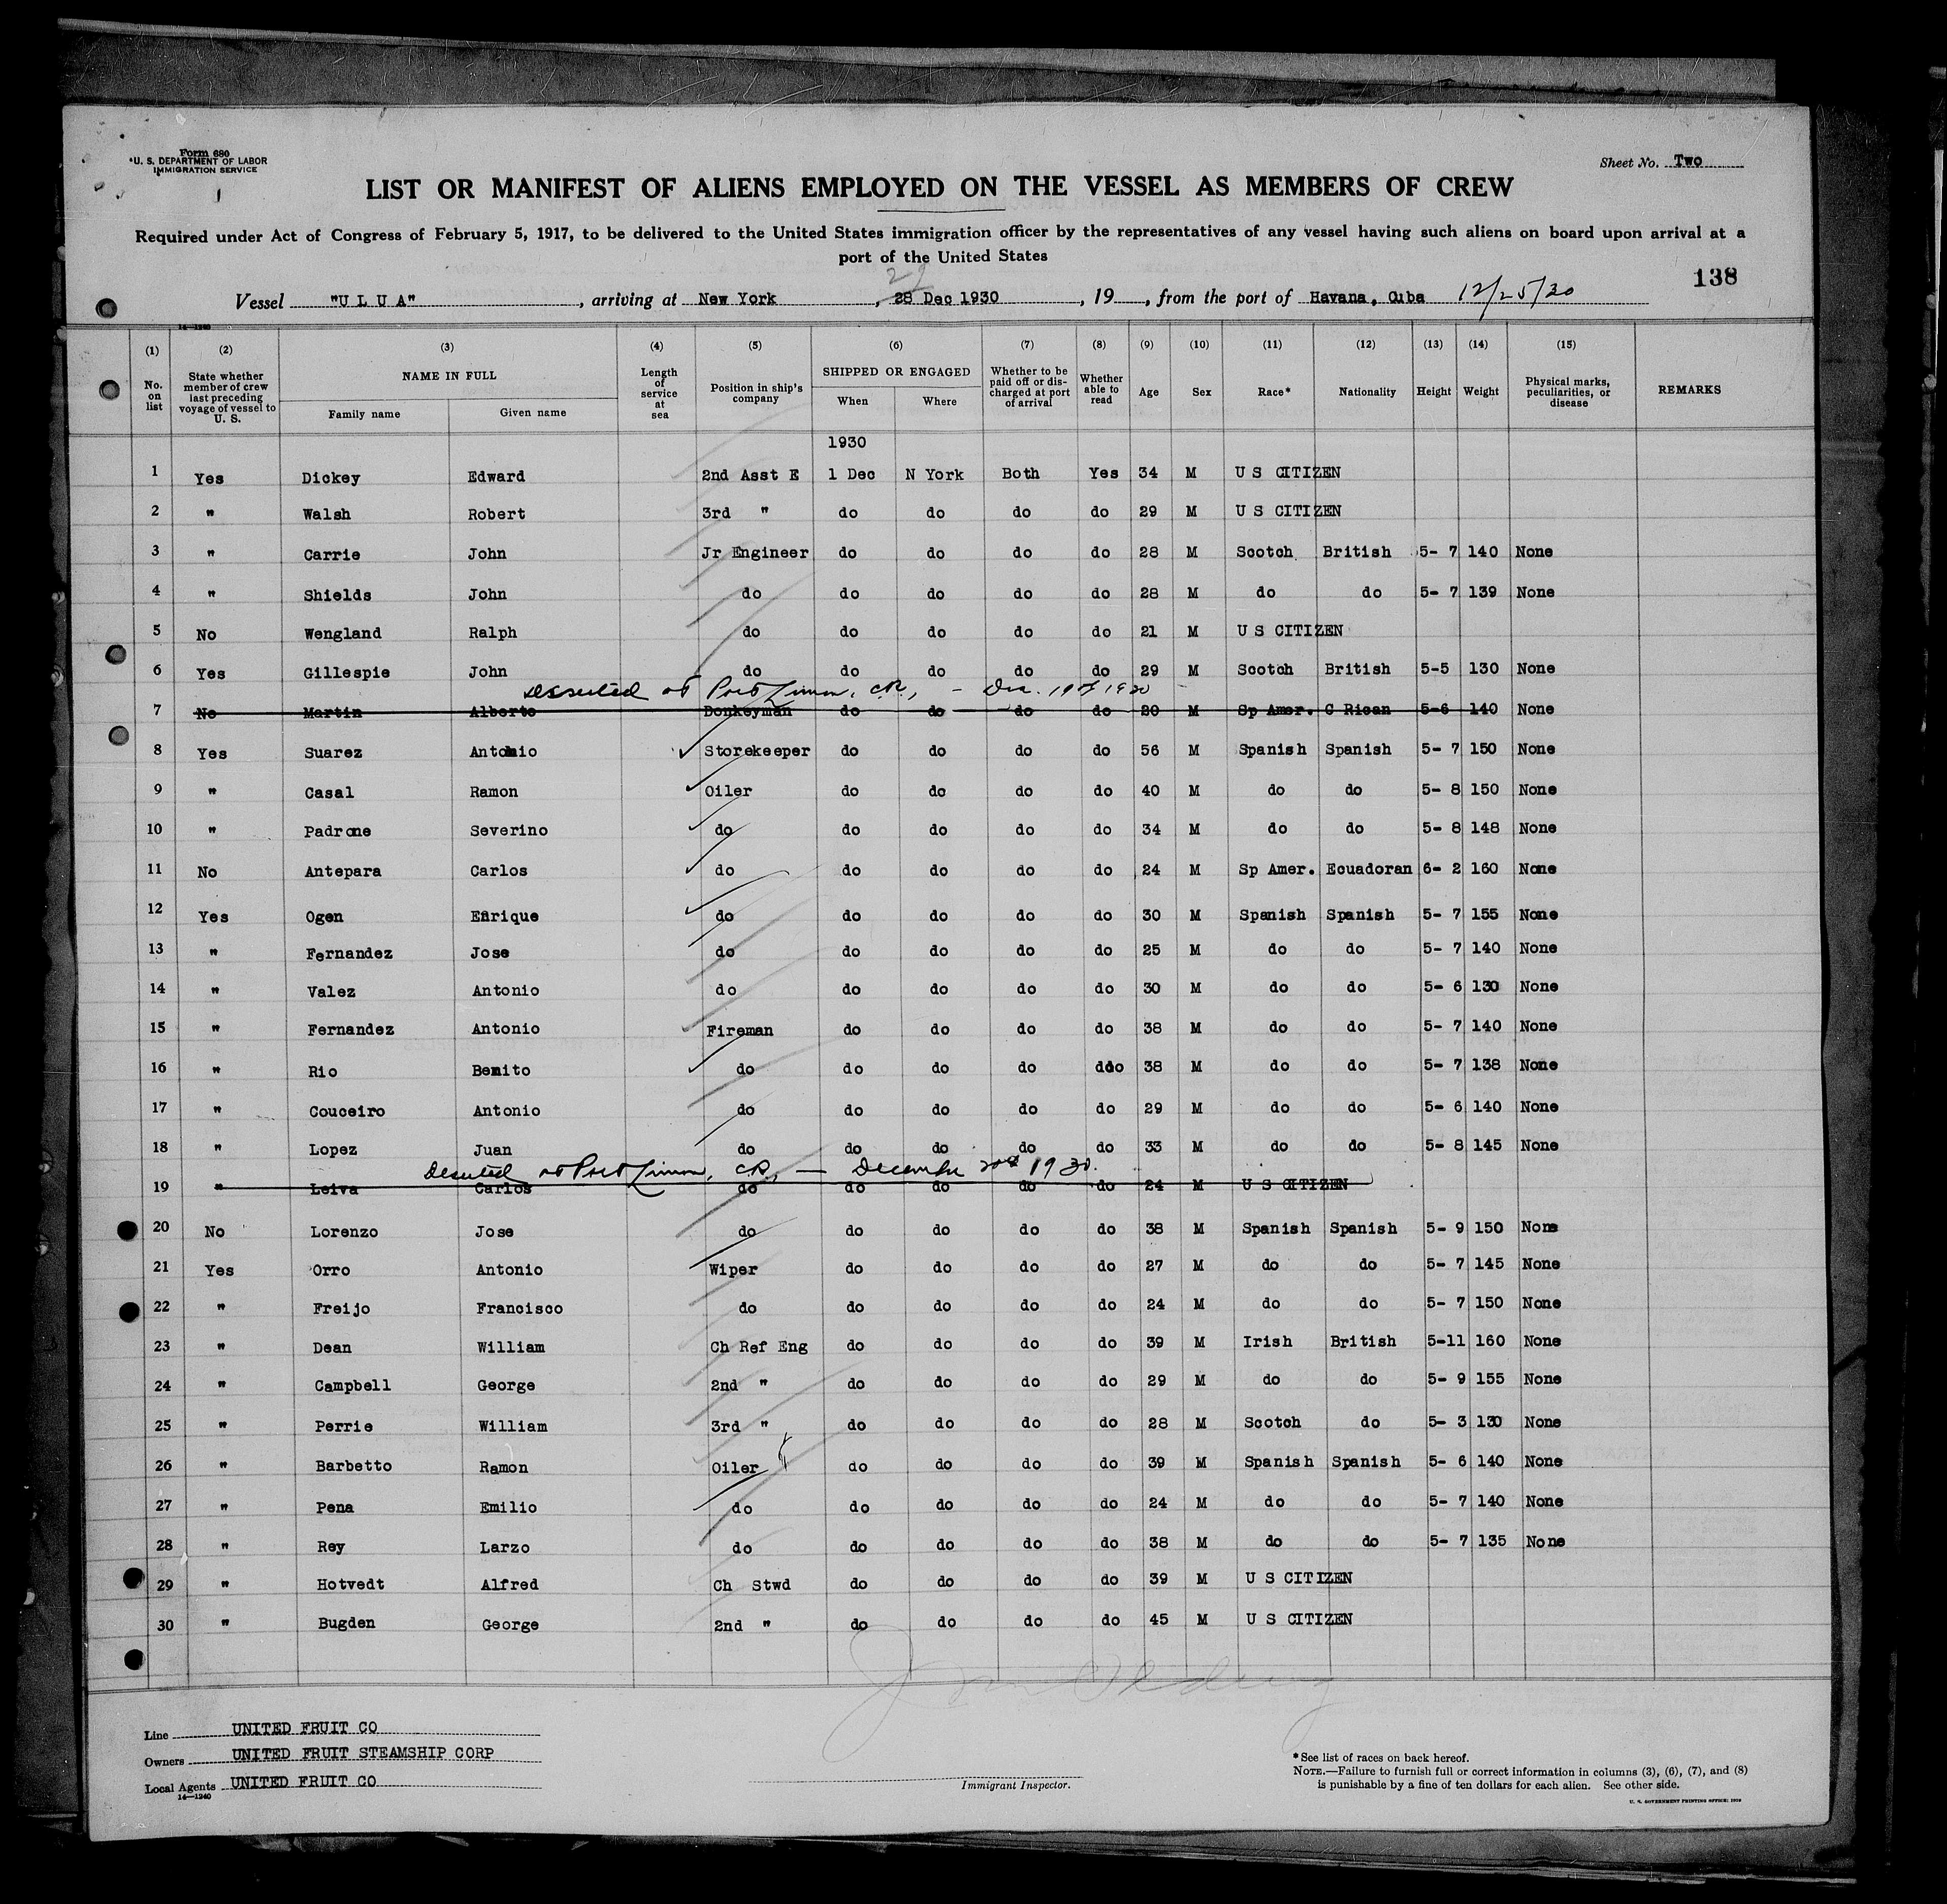 Form 680
U. S. DEPARTMENT OF LABOR
IMMIGRATION SERVICE
Sheet No. Two
LIST OR MANIFEST OF ALIENS EMPLOYED ON THE VESSEL AS MEMBERS OF CREW
Required under Act of Congress of February 5, 1917, to be delivered to the United States immigration officer by the representatives of any vessel having such aliens on board upon arrival at a
port of the United States
138
29
Vessel "U L U A", arriving at New York, 28 Dec 1930, 19, from the port of Havana, Cuba 12/25/30
14-1240
(1) (2) (3) (4) (5) (6) (7) (8) (9) (10) (11) (12) (13) (14) (15)
No. on list State whether member of crew last preceding voyage of vessel to U. S. NAME IN FULL Family name Given name Length of service at sea Position in ship's company SHIPPED OR ENGAGED When Where Whether to be paid off or discharged at port of arrival Whether able to read Age Sex Race* Nationality Height Weight Physical marks, peculiarities, or disease REMARKS
1930
1 Yes Dickey Edward 2nd Asst E 1 Dec N York Both Yes 34 M U S CITIZEN
2 " Walsh Robert 3rd " do do do do 29 M U S CITIZEN
3 " Carrie John Jr Engineer do do do do 28 M Scotch British 5- 7 140 None
4 " Shields John do do do do do 28 M do do 5- 7 139 None
5 No Wengland Ralph do do do do do 21 M U S CITIZEN
6 Yes Gillespie John do do do do do 29 M Scotch British 5-5 130 None
Deserted at Port Limon, C.R., - Dec. 19th 1930 -
7 No Martin Alberto Donkeyman do do do do 20 M Sp Amer. C Rican 5-6 140 None
8 Yes Suarez Antonio Storekeeper do do do do 56 M Spanish Spanish 5- 7 150 None
9 " Casal Ramon Oiler do do do do 40 M do do 5- 8 150 None
10 " Padrone Severino do do do do do 34 M do do 5- 8 148 None
11 No Antepara Carlos do do do do do 24 M Sp Amer. Ecuadoran 6- 2 160 None
12 Yes Ogen Enrique do do do do do 30 M Spanish Spanish 5- 7 155 None
13 " Fernandez Jose do do do do do 25 M do do 5- 7 140 None
14 " Valez Antonio do do do do do 30 M do do 5- 6 130 None
15 " Fernandez Antonio Fireman do do do do 38 M do do 5- 7 140 None
16 " Rio Benito do do do do ddo 38 M do do 5- 7 138 None
17 " Couceiro Antonio do do do do do 29 M do do 5- 6 140 None
18 " Lopez Juan do do do do do 33 M do do 5- 8 145 None
Deserted at Port Limon, C.R., - December 20th 1930.
19 " Leiva Carlos do do do do do 24 M U S CITIZEN
20 No Lorenzo Jose do do do do do 38 M Spanish Spanish 5- 9 150 None
21 Yes Orro Antonio Wiper do do do do 27 M do do 5- 7 145 None
22 " Freijo Francisco do do do do do 24 M do do 5- 7 150 None
23 " Dean William Ch Ref Eng do do do do 39 M Irish British 5-11 160 None
24 " Campbell George 2nd " do do do do 29 M do do 5- 9 155 None
25 " Perrie William 3rd " do do do do 28 M Scotch do 5- 3 130 None
26 " Barbetto Ramon Oiler do do do do 39 M Spanish Spanish 5- 6 140 None
27 " Pena Emilio do do do do do 24 M do do 5- 7 140 None
28 " Rey Larzo do do do do do 38 M do do 5- 7 135 None
29 " Hotvedt Alfred Ch Stwd do do do do 39 M U S CITIZEN
30 " Bugden George 2nd " do do do do 45 M U S CITIZEN
Line UNITED FRUIT CO
Owners UNITED FRUIT STEAMSHIP CORP
Local Agents UNITED FRUIT CO
14-1240
Immigrant Inspector.
*See list of races on back hereof.
NOTE.—Failure to furnish full or correct information in columns (3), (6), (7), and (8)
is punishable by a fine of ten dollars for each alien. See other side.
U. S. GOVERNMENT PRINTING OFFICE: